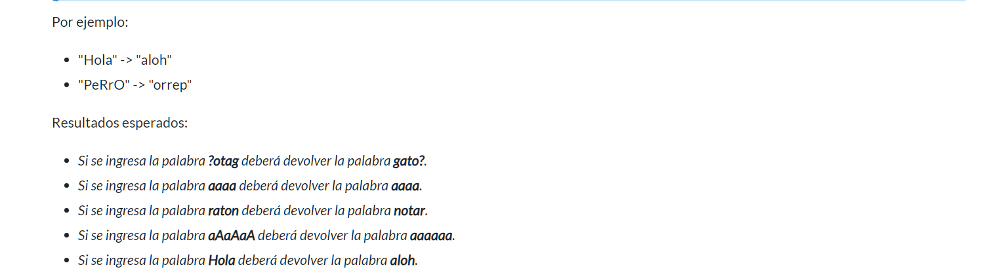 Por ejemplo:
• "Hola" -> "aloh"
• "PeRrO" -> "orrep"
Resultados esperados:
• Si se ingresa la palabra ?otag deberá devolver la palabra gato?.
• Si se ingresa la palabra aaaa deberá devolver la palabra aaaa.
• Si se ingresa la palabra raton deberá devolver la palabra notar.
• Si se ingresa la palabra aAaAaA deberá devolver la palabra aaaaaa.
• Si se ingresa la palabra Hola deberá devolver la palabra aloh.